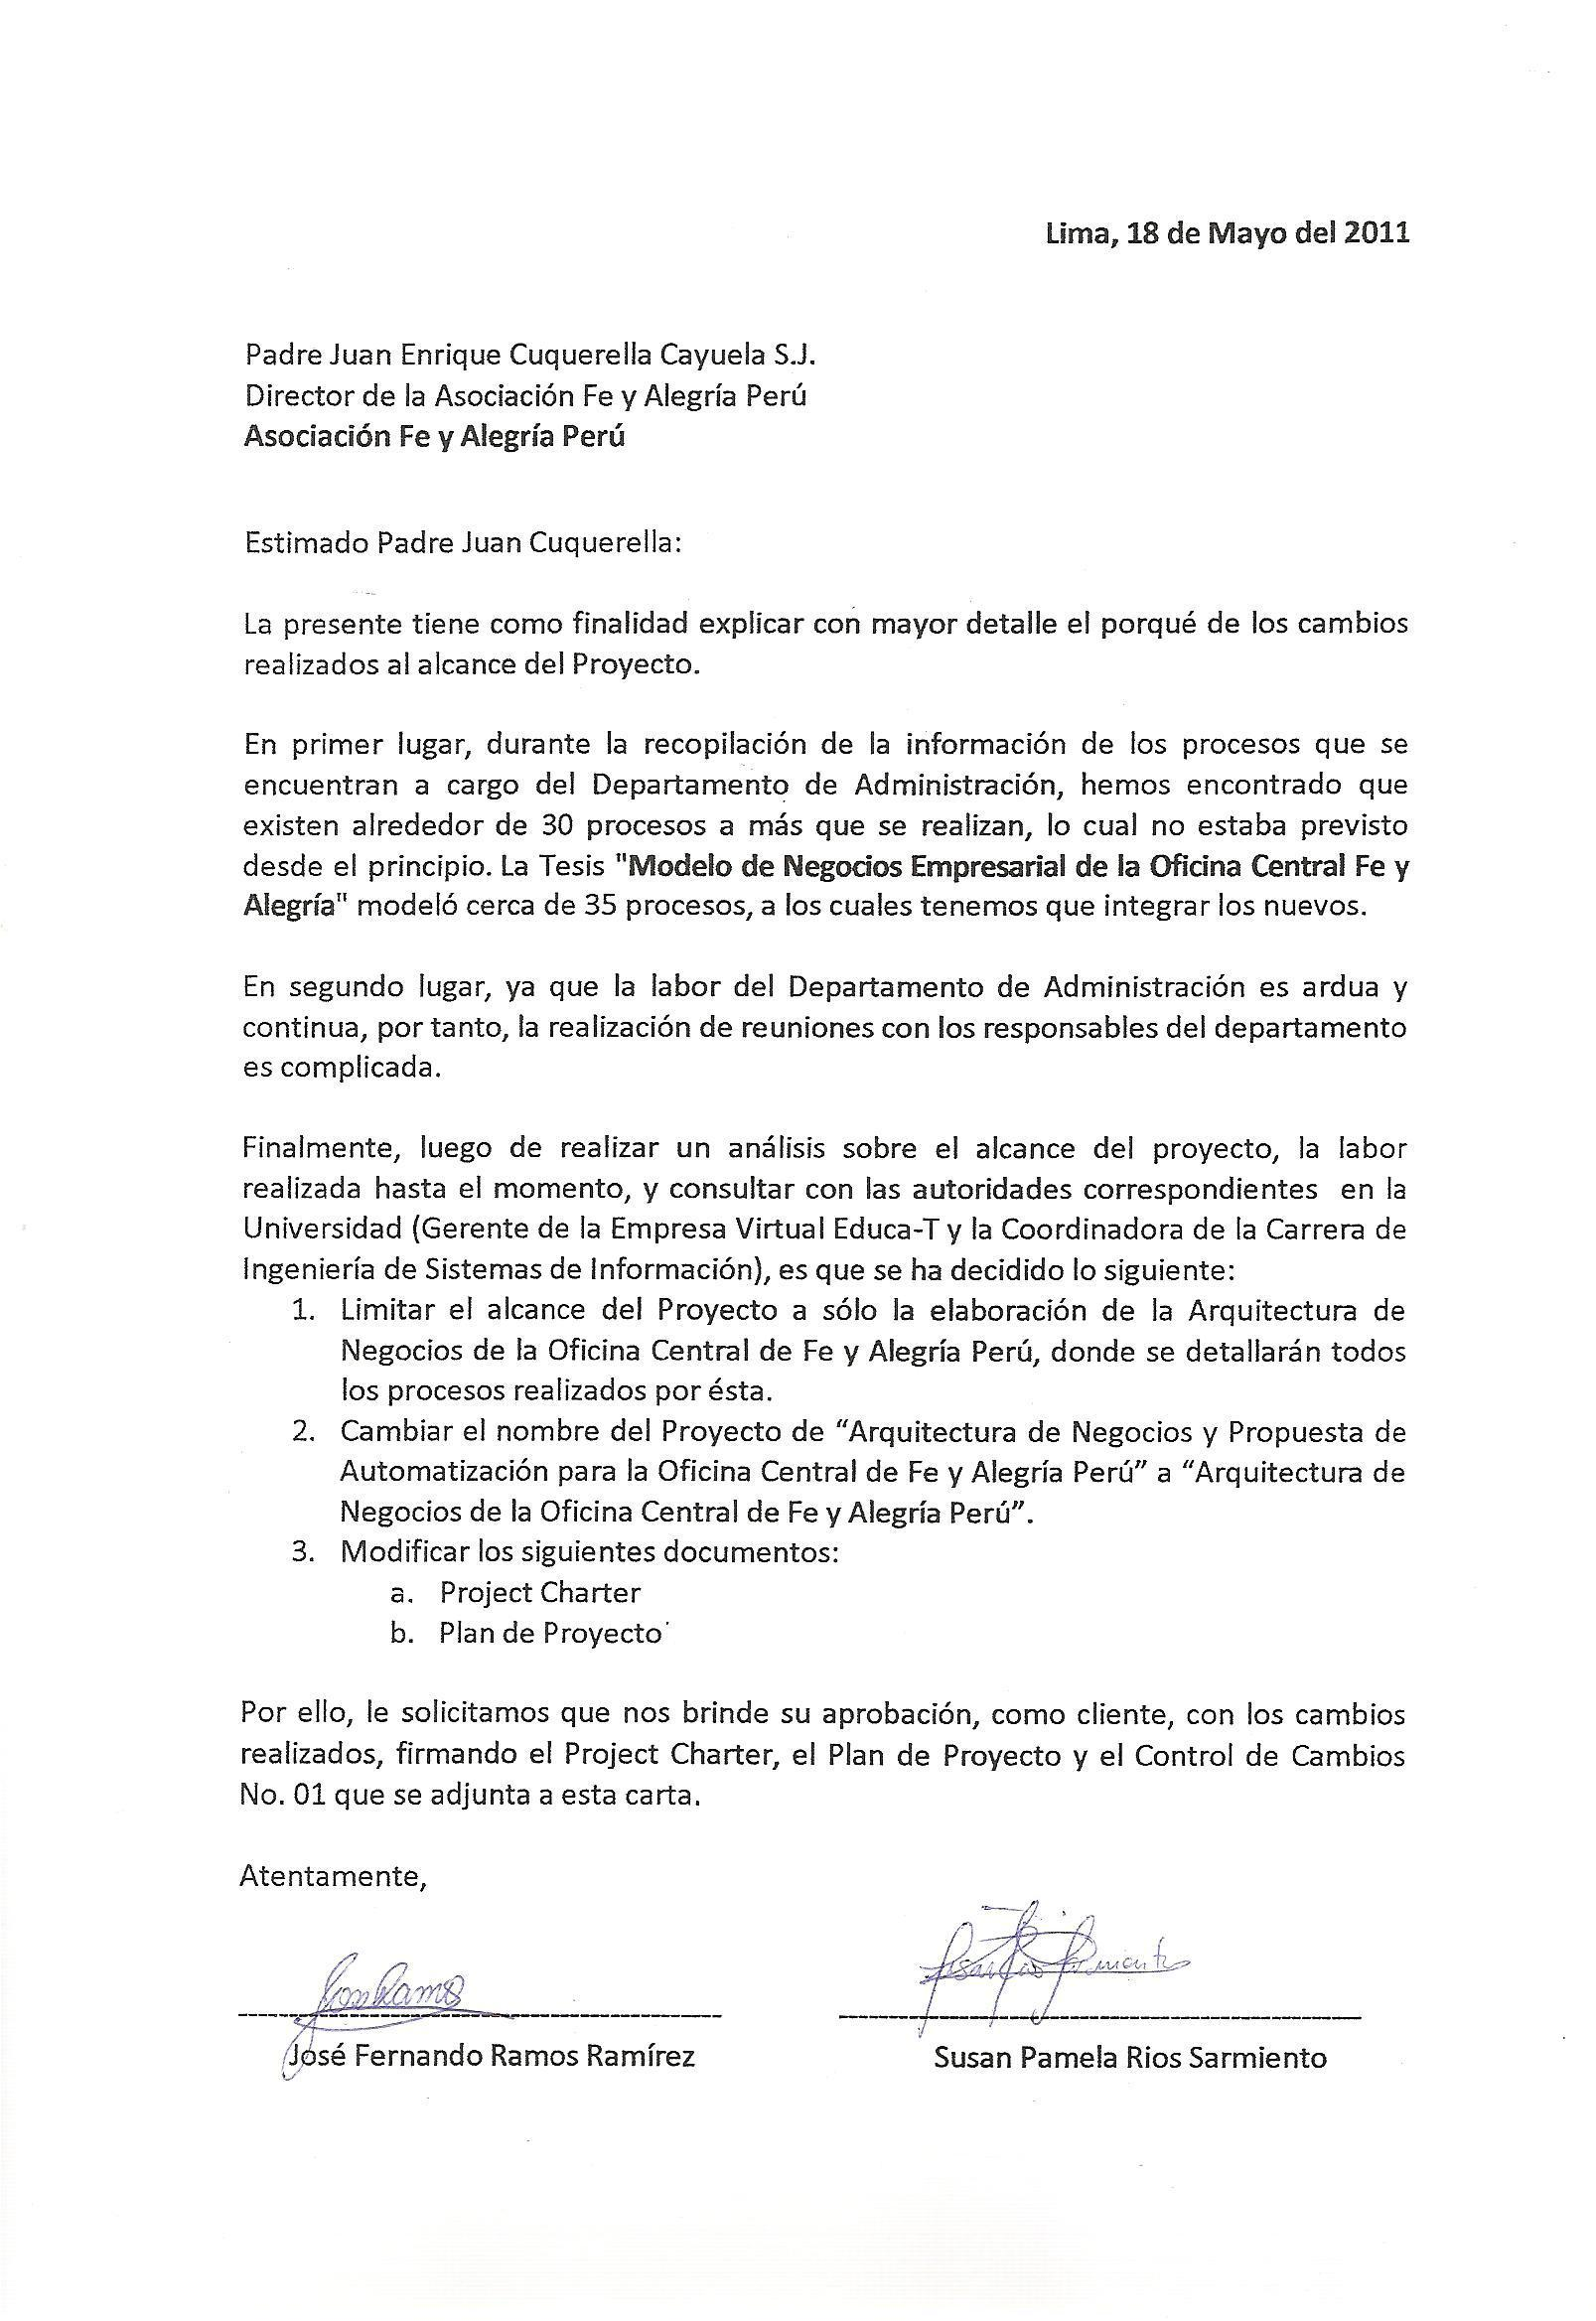 Lima, 18 de Mayo del 2011
Padre Juan Enrique Cuquerella Cayuela S.J.
Director de la Asociación Fe y Alegría Perú
Asociación Fe y Alegría Perú
Estimado Padre Juan Cuquerella:
La presente tiene como finalidad explicar con mayor detalle el porqué de los cambios
realizados al alcance del Proyecto.
En primer lugar, durante la recopilación de la información de los procesos que se
encuentran a cargo del Departamento de Administración, hemos encontrado que
existen alrededor de 30 procesos a más que se realizan, lo cual no estaba previsto
desde el principio. La Tesis "Modelo de Negocios Empresarial de la Oficina Central Fe y
Alegría" modeló cerca de 35 procesos, a los cuales tenemos que integrar los nuevos.
En segundo lugar, ya que la labor del Departamento de Administración es ardua y
continua, por tanto, la realización de reuniones con los responsables del departamento
es complicada.
Finalmente, luego de realizar un análisis sobre el alcance del proyecto, la labor
realizada hasta el momento, y consultar con las autoridades correspondientes en la
Universidad (Gerente de la Empresa Virtual Educa-T y la Coordinadora de la Carrera de
Ingeniería de Sistemas de Información), es que se ha decidido lo siguiente:
1. Limitar el alcance del Proyecto a sólo la elaboración de la Arquitectura de
Negocios de la Oficina Central de Fe y Alegría Perú, donde se detallarán todos
los procesos realizados por ésta.
2. Cambiar el nombre del Proyecto de “Arquitectura de Negocios y Propuesta de
Automatización para la Oficina Central de Fe y Alegría Perú” a “Arquitectura de
Negocios de la Oficina Central de Fe y Alegría Perú”.
3. Modificar los siguientes documentos:
a. Project Charter
b. Plan de Proyecto
Por ello, le solicitamos que nos brinde su aprobación, como cliente, con los cambios
realizados, firmando el Project Charter, el Plan de Proyecto y el Control de Cambios
No. 01 que se adjunta a esta carta.
Atentamente,
José Fernando Ramos Ramírez
Susan Pamela Rios Sarmiento